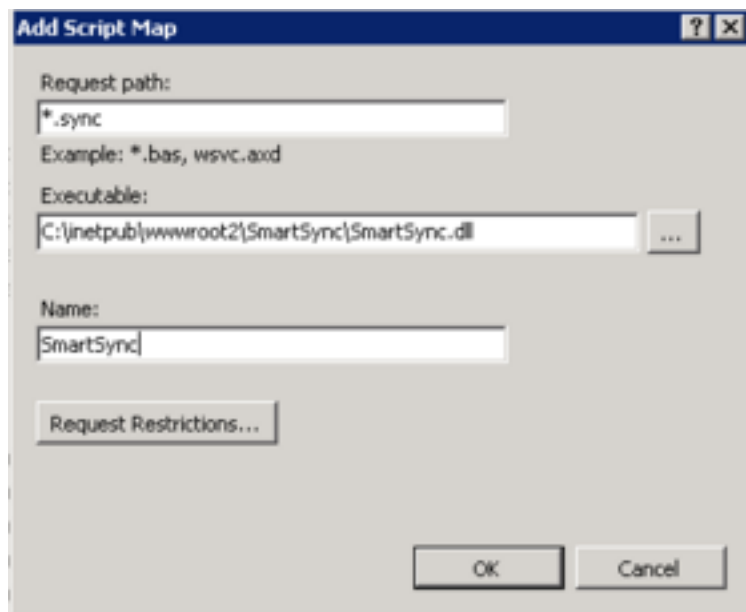 Add Script Map
Request path:
*.sync
Example: *.bas, wsvc.axd
Executable:
C:\inetpub\wwwroot2\SmartSync\SmartSync.dll
...
Name:
SmartSync
Request Restrictions...
OK
Cancel